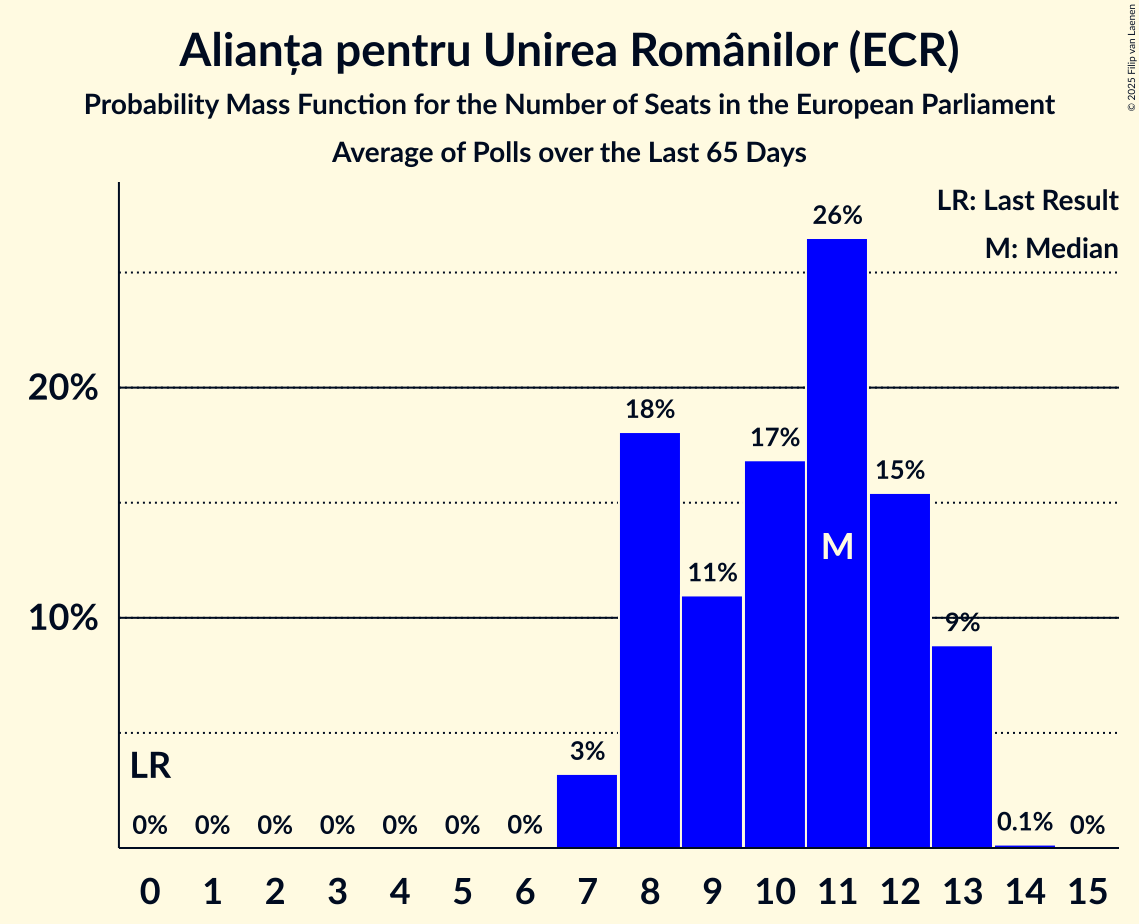 Alianța pentru Unirea Românilor (ECR)
Probability Mass Function for the Number of Seats in the European Parliament
Average of Polls over the Last 65 Days
© 2025 Filip van Laenen
LR: Last Result
M: Median
26%
20%
18%
17%
15%
M
11%
10%
9%
LR
3%
0% 0% 0% 0% 0% 0% 0% 0.1% 0%
0 1 2 3 4 5 6 7 8 9 10 11 12 13 14 15